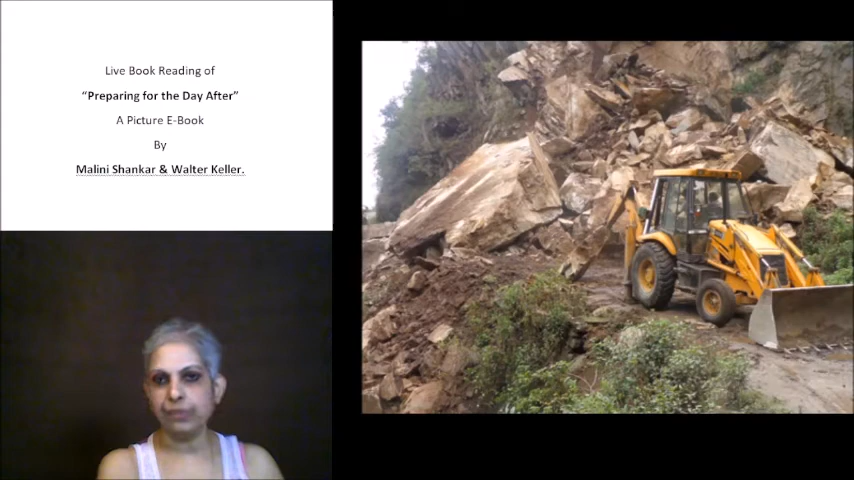 Live Book Reading of
“Preparing for the Day After”
A Picture E-Book
By
Malini Shankar & Walter Keller.